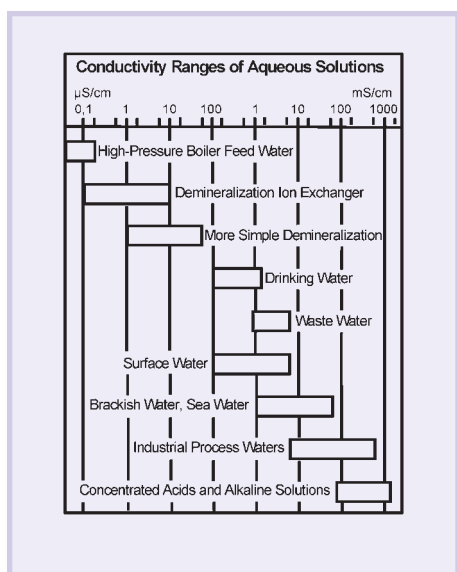 Conductivity Ranges of Aqueous Solutions
µS/cm mS/cm
0,1 1 10 100 1 10 100 1000
High-Pressure Boiler Feed Water
Demineralization Ion Exchanger
More Simple Demineralization
Drinking Water
Waste Water
Surface Water
Brackish Water, Sea Water
Industrial Process Waters
Concentrated Acids and Alkaline Solutions